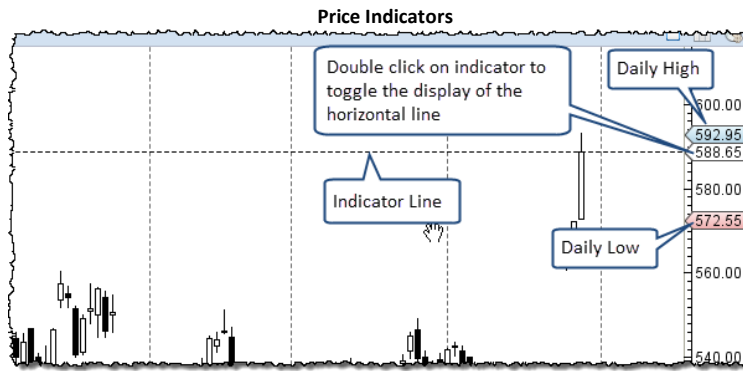 Price Indicators
Double click on indicator to
toggle the display of the
horizontal line
Daily High
600.00
592.95
588.65
Indicator Line
580.00
572.55
Daily Low
560.00
540.00